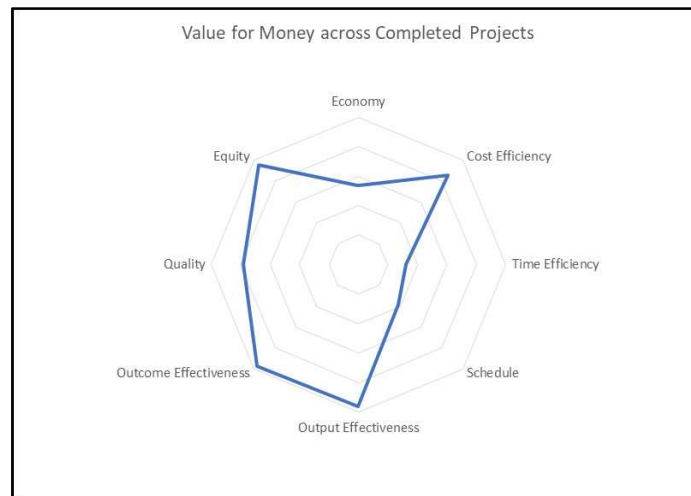 Value for Money across Completed Projects
Economy
Equity
Cost Efficiency
Quality
Time Efficiency
Outcome Effectiveness
Schedule
Output Effectiveness